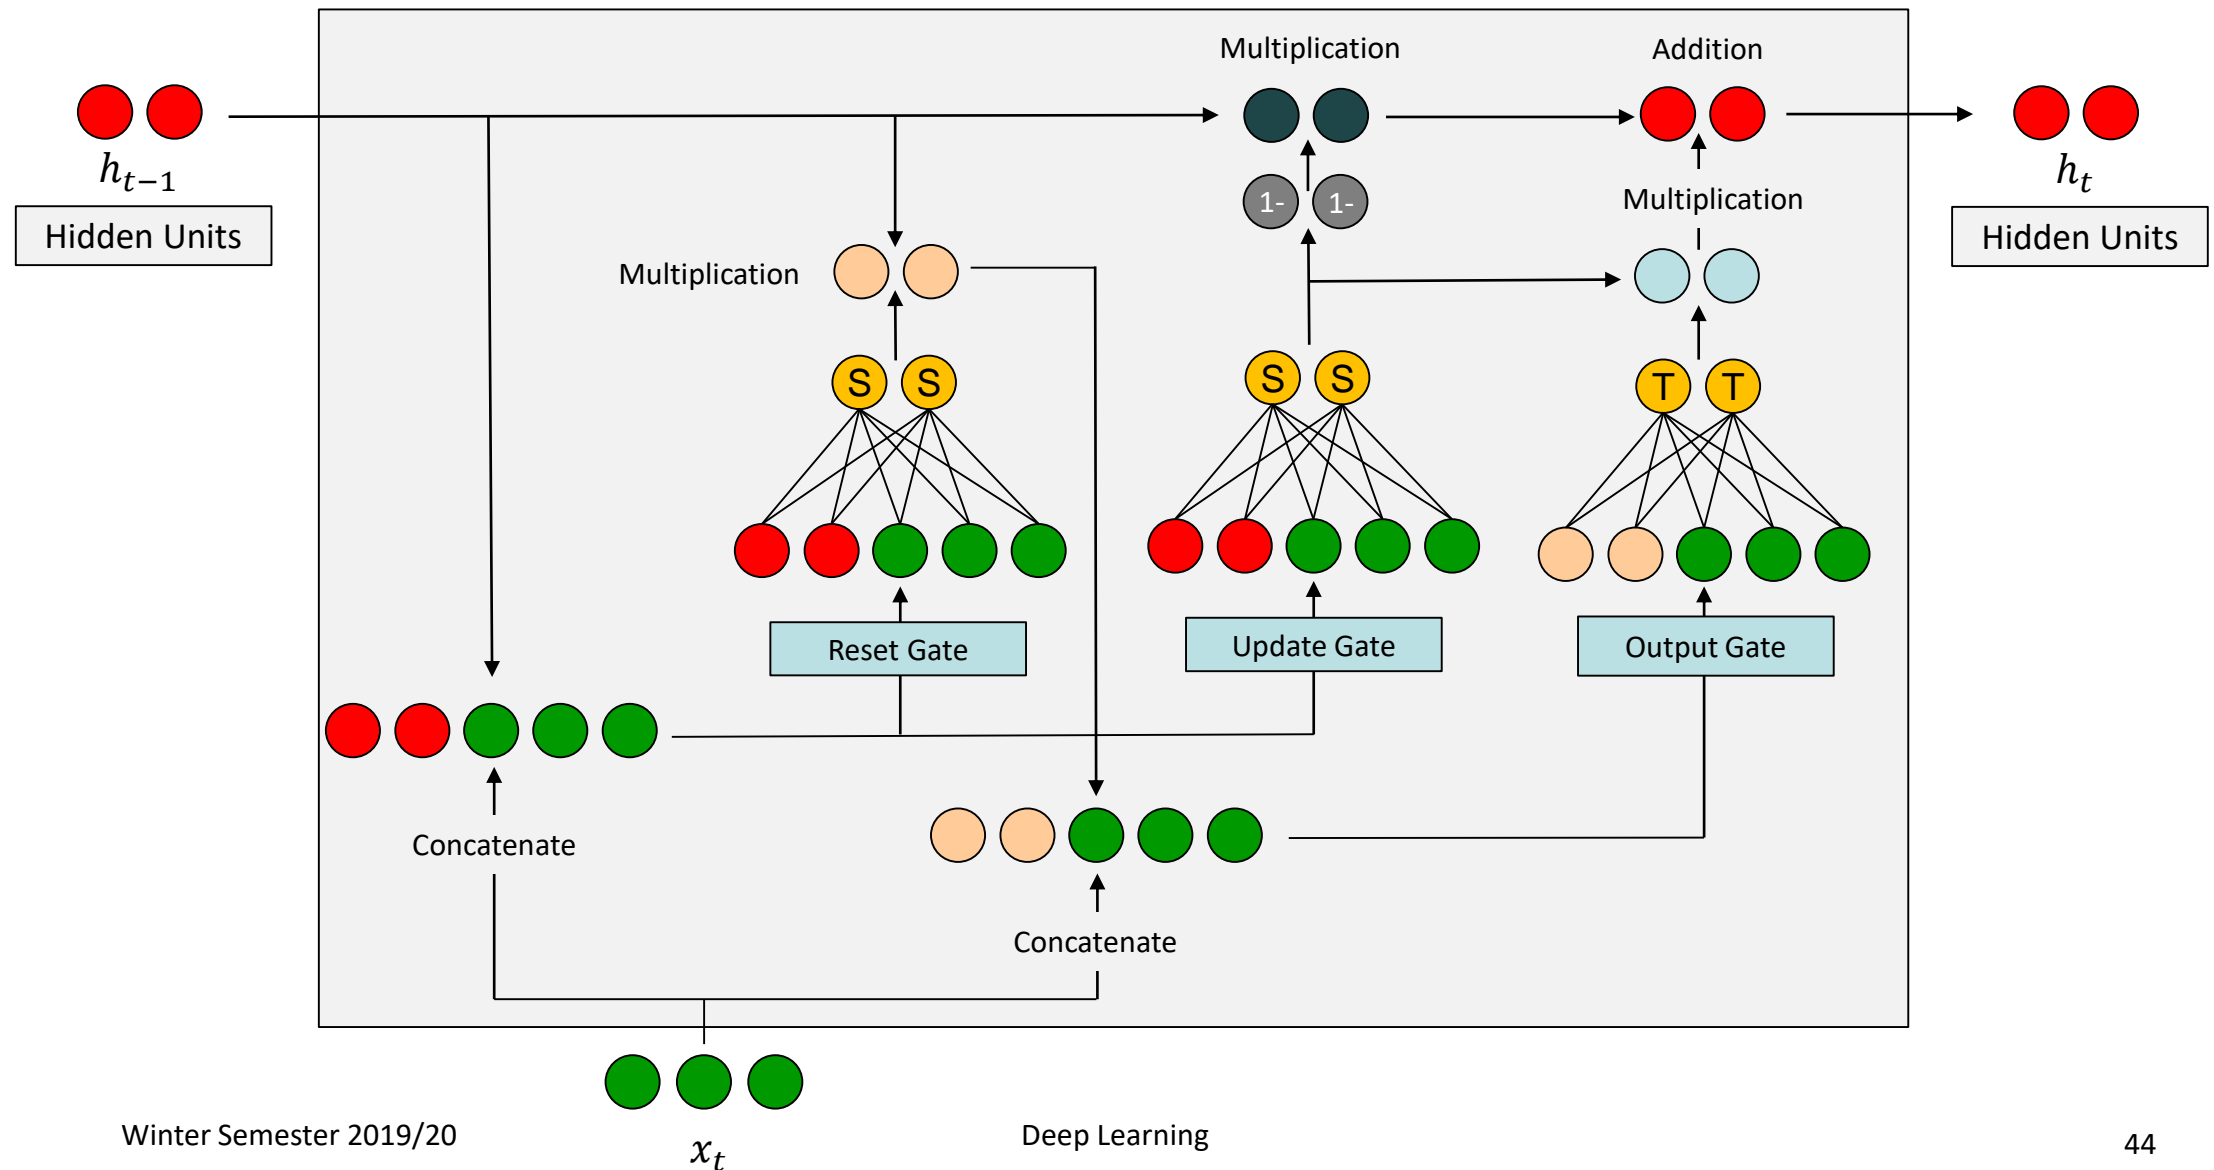 Multiplication
Addition
h_{t−1}
Hidden Units
1-
1-
Multiplication
h_t
Hidden Units
Multiplication
S
S
S
S
T
T
Reset Gate
Update Gate
Output Gate
Concatenate
Concatenate
x_t
Winter Semester 2019/20
Deep Learning
44